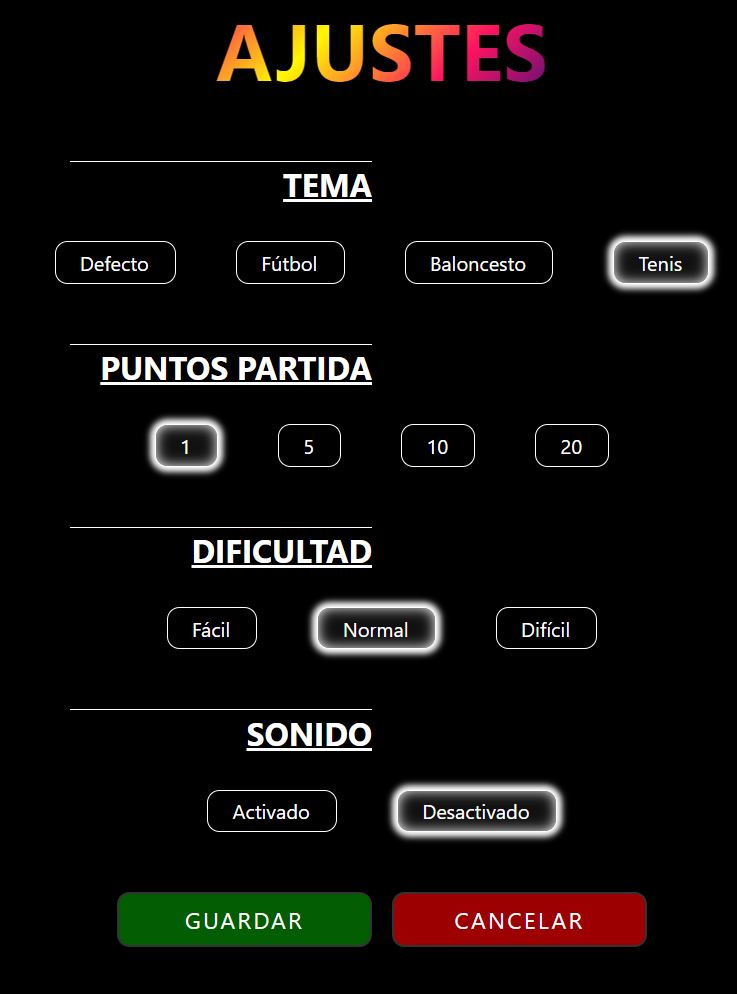 AJUSTES
TEMA
Defecto Fútbol Baloncesto Tenis
PUNTOS PARTIDA
1 5 10 20
DIFICULTAD
Fácil Normal Difícil
SONIDO
Activado Desactivado
GUARDAR CANCELAR